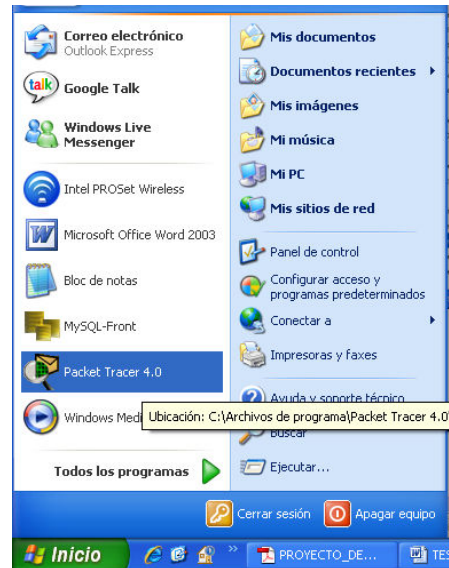 Correo electrónico
Outlook Express
talk
Google Talk
Windows Live
Messenger
Intel PROSet Wireless
Microsoft Office Word 2003
Bloc de notas
MySQL-Front
Packet Tracer 4.0
Windows Medi
Todos los programas
Mis documentos
Documentos recientes
Mis imágenes
Mi música
Mi PC
Mis sitios de red
Panel de control
Configurar acceso y
programas predeterminados
Conectar a
Impresoras y faxes
Ayuda y soporte técnico
Ubicación: C:\Archivos de programa\Packet Tracer 4.0
Buscar
Ejecutar...
Cerrar sesión
Apagar equipo
Inicio
»
PROYECTO_DE...
TES